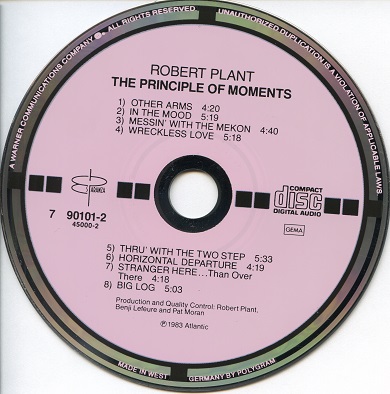 A WARNER COMMUNICATIONS COMPANY
ALL RIGHTS RESERVED
UNAUTHORIZED DUPLICATION IS A VIOLATION OF APPLICABLE LAWS
ROBERT PLANT
THE PRINCIPLE OF MOMENTS
1) OTHER ARMS 4:20
2) IN THE MOOD 5:19
3) MESSIN' WITH THE MEKON 4:40
4) WRECKLESS LOVE 5:18
ES PARANZA
COMPACT
disc
DIGITAL AUDIO
7 90101-2
45000-2
GEMA
5) THRU' WITH THE TWO STEP 5:33
6) HORIZONTAL DEPARTURE 4:19
7) STRANGER HERE...Than Over
There 4:18
8) BIG LOG 5:03
Production and Quality Control: Robert Plant,
Benji Lefevre and Pat Moran
℗ 1983 Atlantic
MADE IN WEST GERMANY BY POLYGRAM